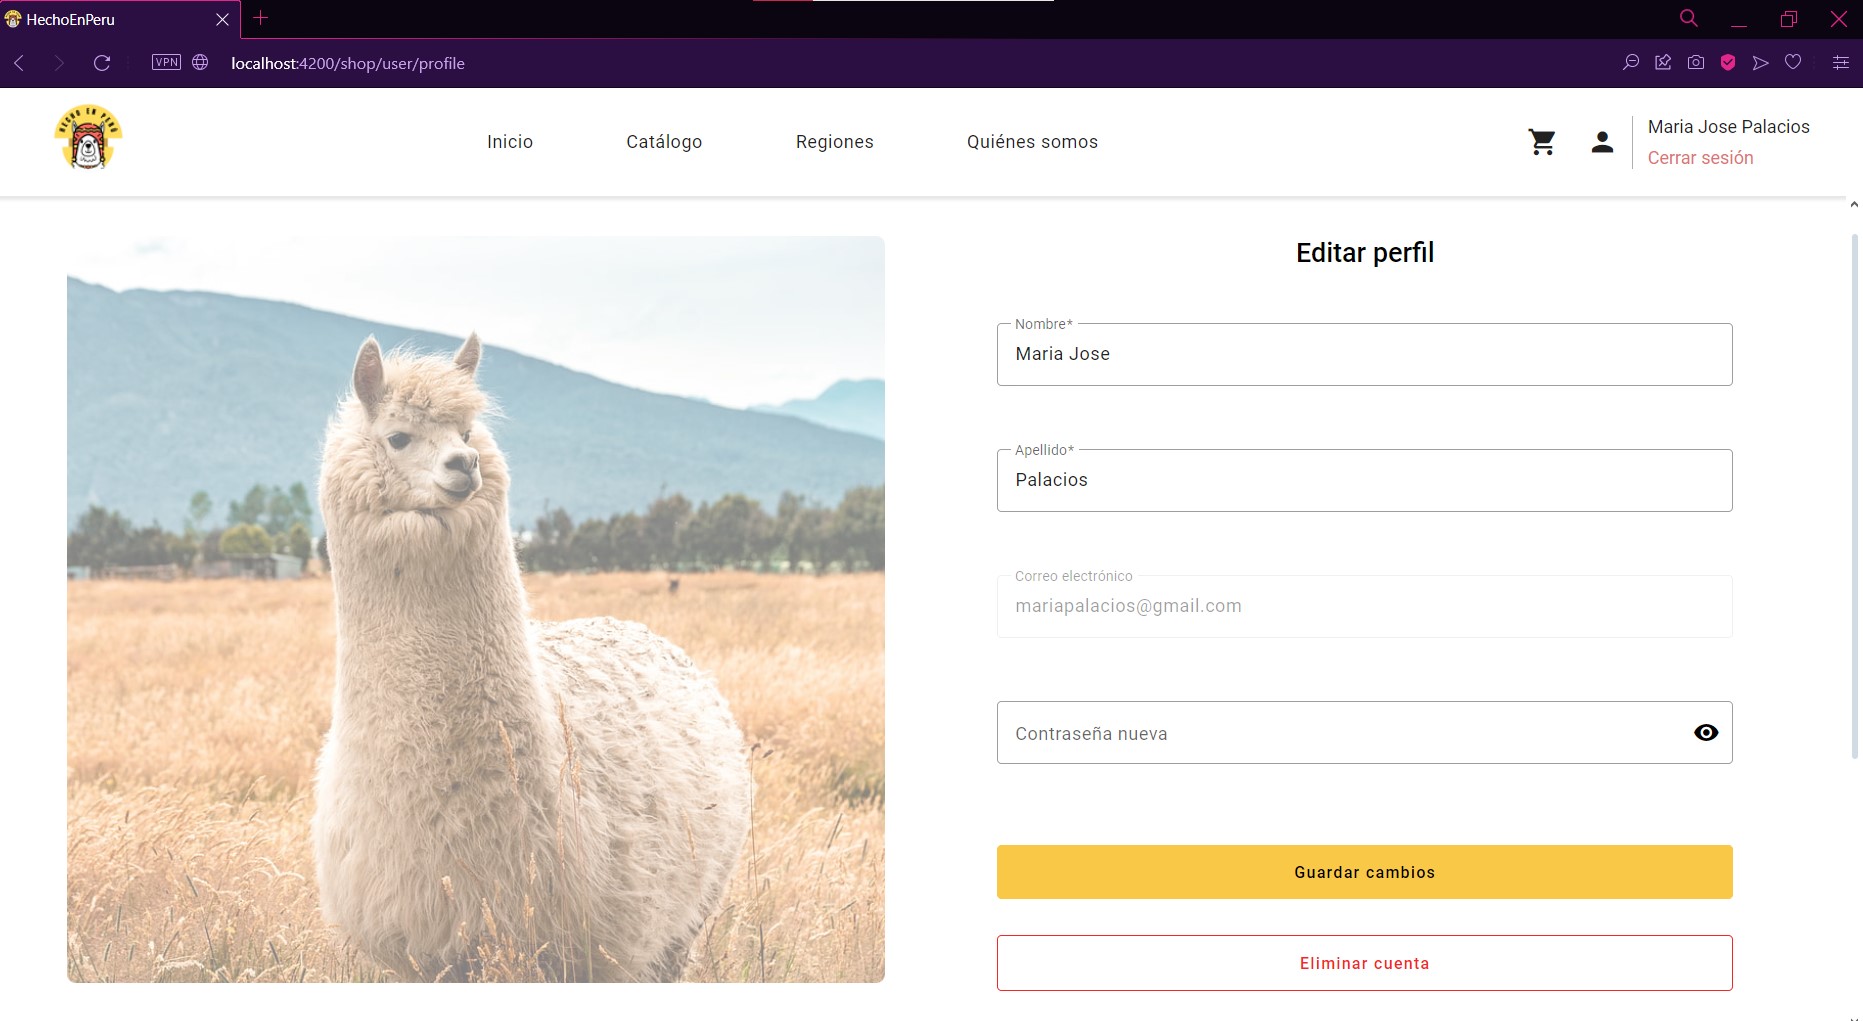 HechoEnPeru
VPN
localhost:4200/shop/user/profile
HECHO EN PERU
Inicio
Catálogo
Regiones
Quiénes somos
Maria Jose Palacios
Cerrar sesión
Editar perfil
Nombre*
Maria Jose
Apellido*
Palacios
Correo electrónico
mariapalacios@gmail.com
Contraseña nueva
Guardar cambios
Eliminar cuenta